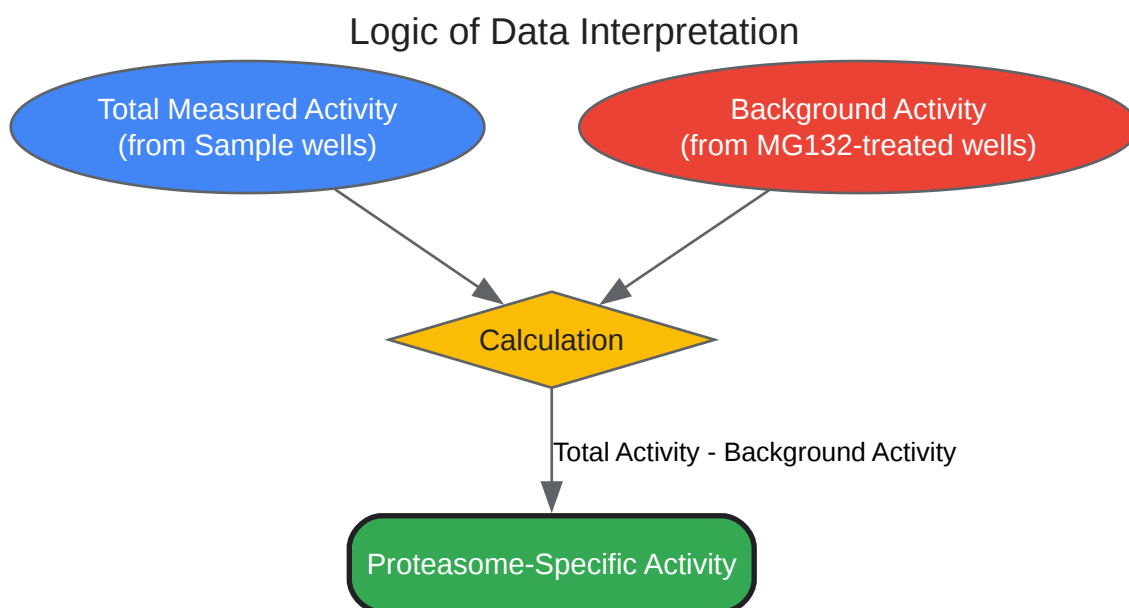 Logic of Data Interpretation
Total Measured Activity
(from Sample wells)
Background Activity
(from MG132-treated wells)
Calculation
Total Activity - Background Activity
Proteasome-Specific Activity